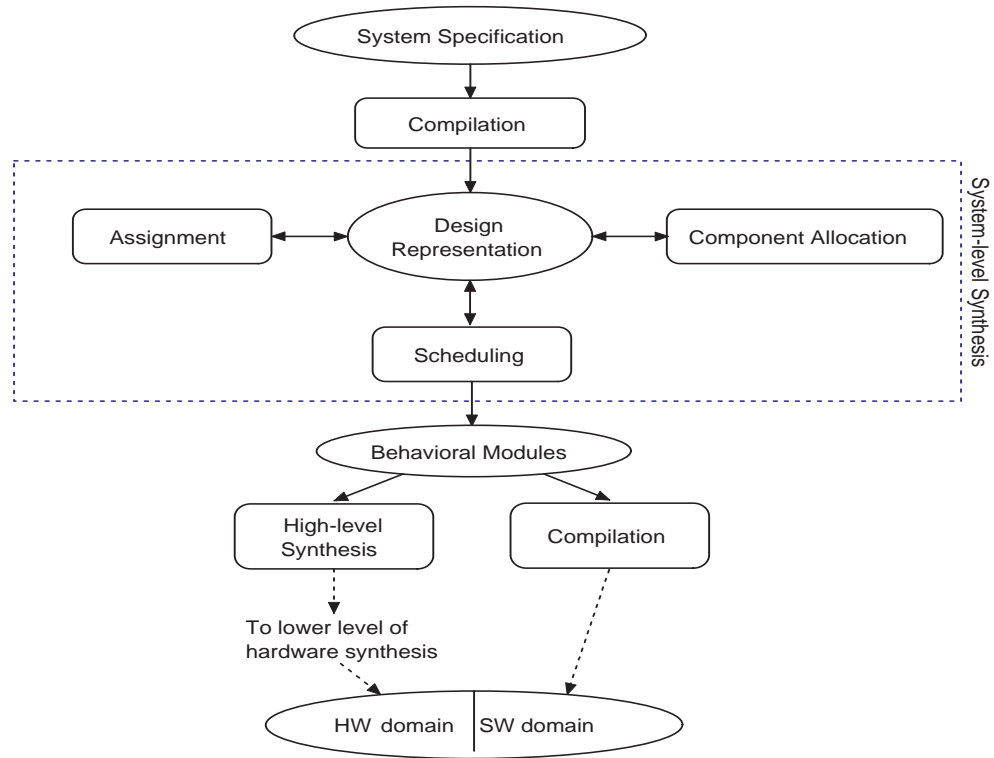 System Specification
Compilation
System-level Synthesis
Assignment
Design
Representation
Component Allocation
Scheduling
Behavioral Modules
High-level
Synthesis
Compilation
To lower level of
hardware synthesis
HW domain
SW domain